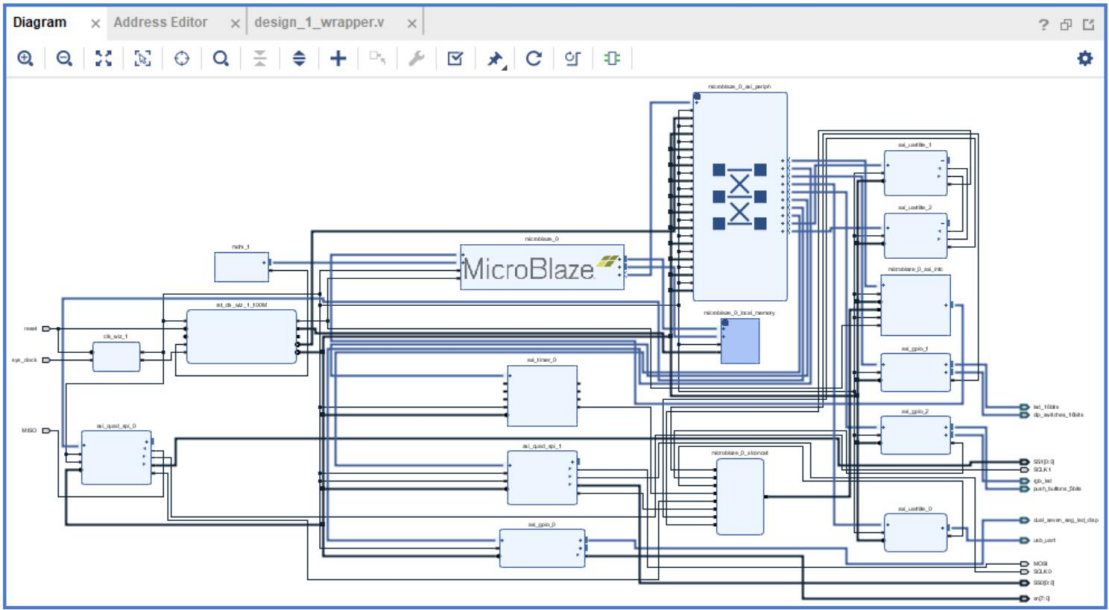 Diagram
Address Editor
design_1_wrapper.v
microblaze_0_axi_periph
axi_uartlite_1
axi_uartlite_2
mdm_1
microblaze_0
MicroBlaze
microblaze_0_axi_intc
rst_clk_wiz_1_100M
microblaze_0_local_memory
reset
clk_wiz_1
sys_clock
axi_timer_0
axi_gpio_1
led_16bits
dip_switches_16bits
axi_gpio_2
MISO
axi_quad_spi_0
axi_quad_spi_1
microblaze_0_xlconcat
SS1[0:0]
SCLK1
rgb_led
push_buttons_5bits
axi_uartlite_0
axi_gpio_0
dual_seven_seg_led_disp
usb_uart
MOSI
SCLK0
SS0[0:0]
an[7:0]